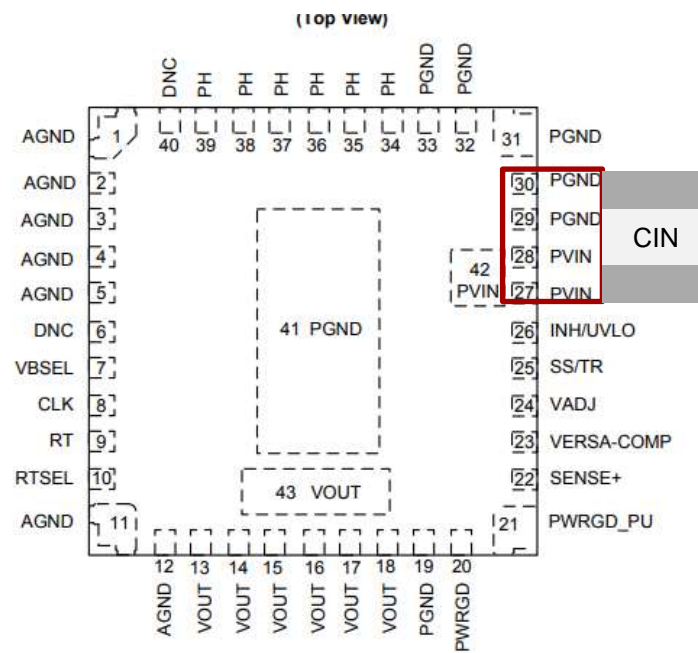 (Top View)
DNC
PH
PH
PH
PH
PH
PH
PGND
PGND
40
39
38
37
36
35
34
33
32
AGND 1
31 PGND
AGND 2
30 PGND
AGND 3
29 PGND
CIN
AGND 4
28 PVIN
42
PVIN
AGND 5
27 PVIN
DNC 6
41 PGND
26 INH/UVLO
VBSEL 7
25 SS/TR
CLK 8
24 VADJ
RT 9
23 VERSA-COMP
RTSEL 10
22 SENSE+
43 VOUT
AGND 11
21 PWRGD_PU
12
13
14
15
16
17
18
19
20
AGND
VOUT
VOUT
VOUT
VOUT
VOUT
VOUT
PGND
PWRGD